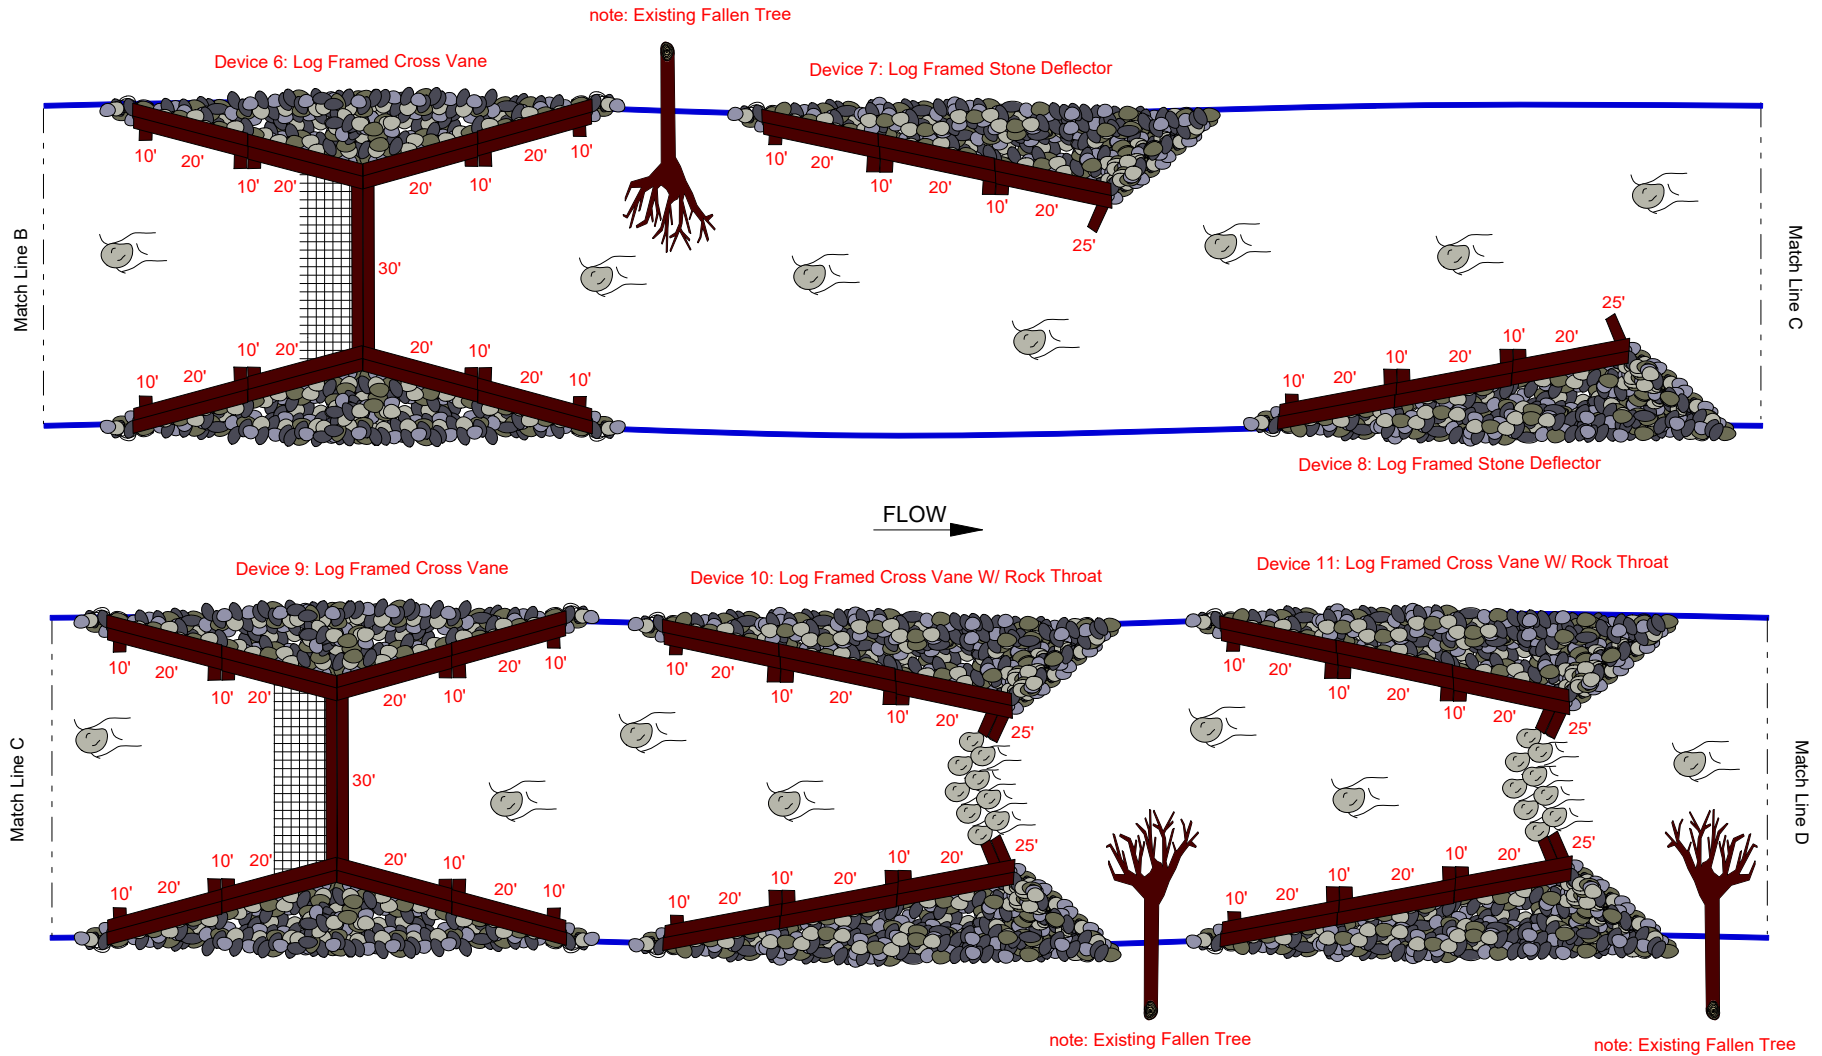 note: Existing Fallen Tree
Device 6: Log Framed Cross Vane
Device 7: Log Framed Stone Deflector
10' 20' 10' 20' 20' 10' 20' 10'
10' 20' 10' 20' 10' 20' 25'
Match Line B
30'
Match Line C
10' 20' 10' 20' 20' 10' 20' 10'
10' 20' 10' 20' 10' 20' 25'
Device 8: Log Framed Stone Deflector
FLOW
Device 9: Log Framed Cross Vane
Device 10: Log Framed Cross Vane W/ Rock Throat
Device 11: Log Framed Cross Vane W/ Rock Throat
10' 20' 10' 20' 20' 10' 20' 10'
10' 20' 10' 20' 10' 20' 25'
10' 20' 10' 20' 10' 20' 25'
Match Line C
30'
Match Line D
10' 20' 10' 20' 20' 10' 20' 10'
10' 20' 10' 20' 10' 20' 25'
10' 20' 10' 20' 10' 20' 25'
note: Existing Fallen Tree
note: Existing Fallen Tree